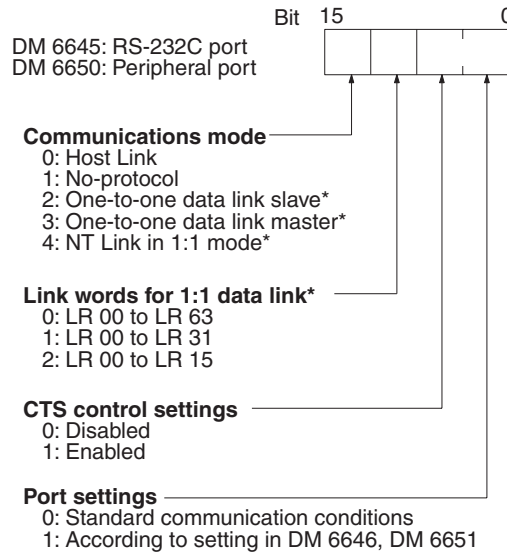 Bit 15 0
DM 6645: RS-232C port
DM 6650: Peripheral port
Communications mode
0: Host Link
1: No-protocol
2: One-to-one data link slave*
3: One-to-one data link master*
4: NT Link in 1:1 mode*
Link words for 1:1 data link*
0: LR 00 to LR 63
1: LR 00 to LR 31
2: LR 00 to LR 15
CTS control settings
0: Disabled
1: Enabled
Port settings
0: Standard communication conditions
1: According to setting in DM 6646, DM 6651